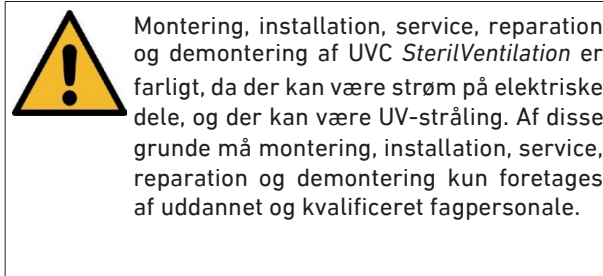 Montering, installation, service, reparation
og demontering af UVC SterilVentilation er
farligt, da der kan være strøm på elektriske
dele, og der kan være UV-stråling. Af disse
grunde må montering, installation, service,
reparation og demontering kun foretages
af uddannet og kvalificeret fagpersonale.